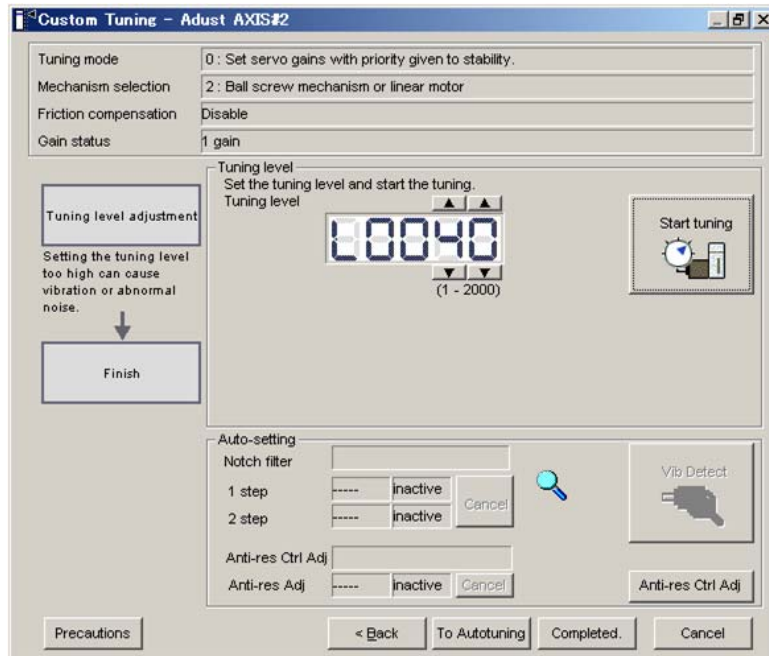 Custom Tuning - Adust AXIS#2
Tuning mode 0 : Set servo gains with priority given to stability.
Mechanism selection 2 : Ball screw mechanism or linear motor
Friction compensation Disable
Gain status 1 gain
Tuning level adjustment
Setting the tuning level
too high can cause
vibration or abnormal
noise.
Finish
Tuning level
Set the tuning level and start the tuning.
Tuning level
L0040
(1 - 2000)
Start tuning
Auto-setting
Notch filter
1 step ----- inactive
2 step ----- inactive
Cancel
Vib Detect
Anti-res Ctrl Adj
Anti-res Adj ----- inactive Cancel
Anti-res Ctrl Adj
Precautions
< Back
To Autotuning
Completed.
Cancel